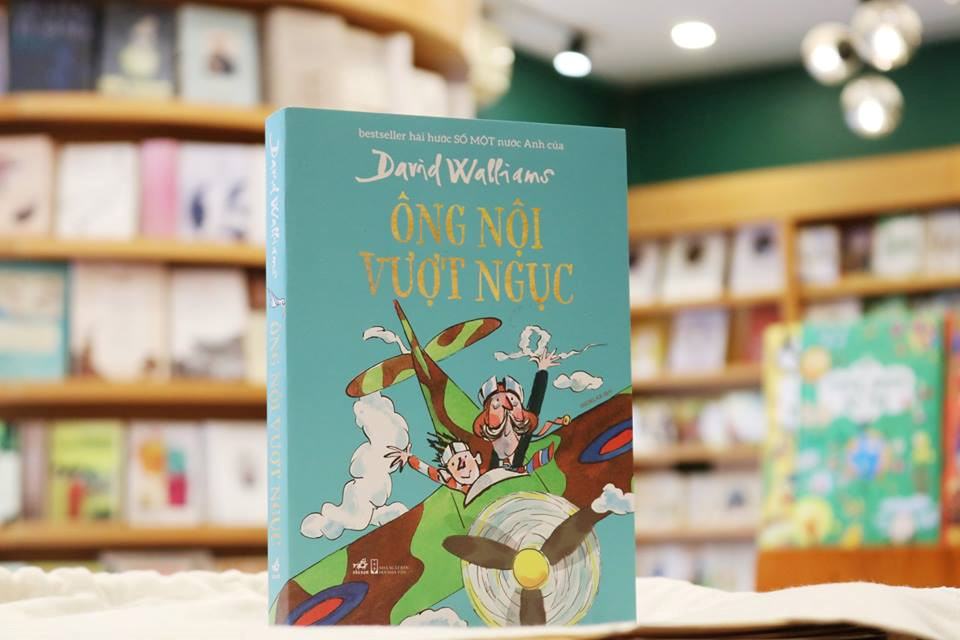 bestseller hài hước SỐ MỘT nước Anh của
David Walliams
ÔNG NỘI
VƯỢT NGỤC
David Walliams
ÔNG NỘI VƯỢT NGỤC